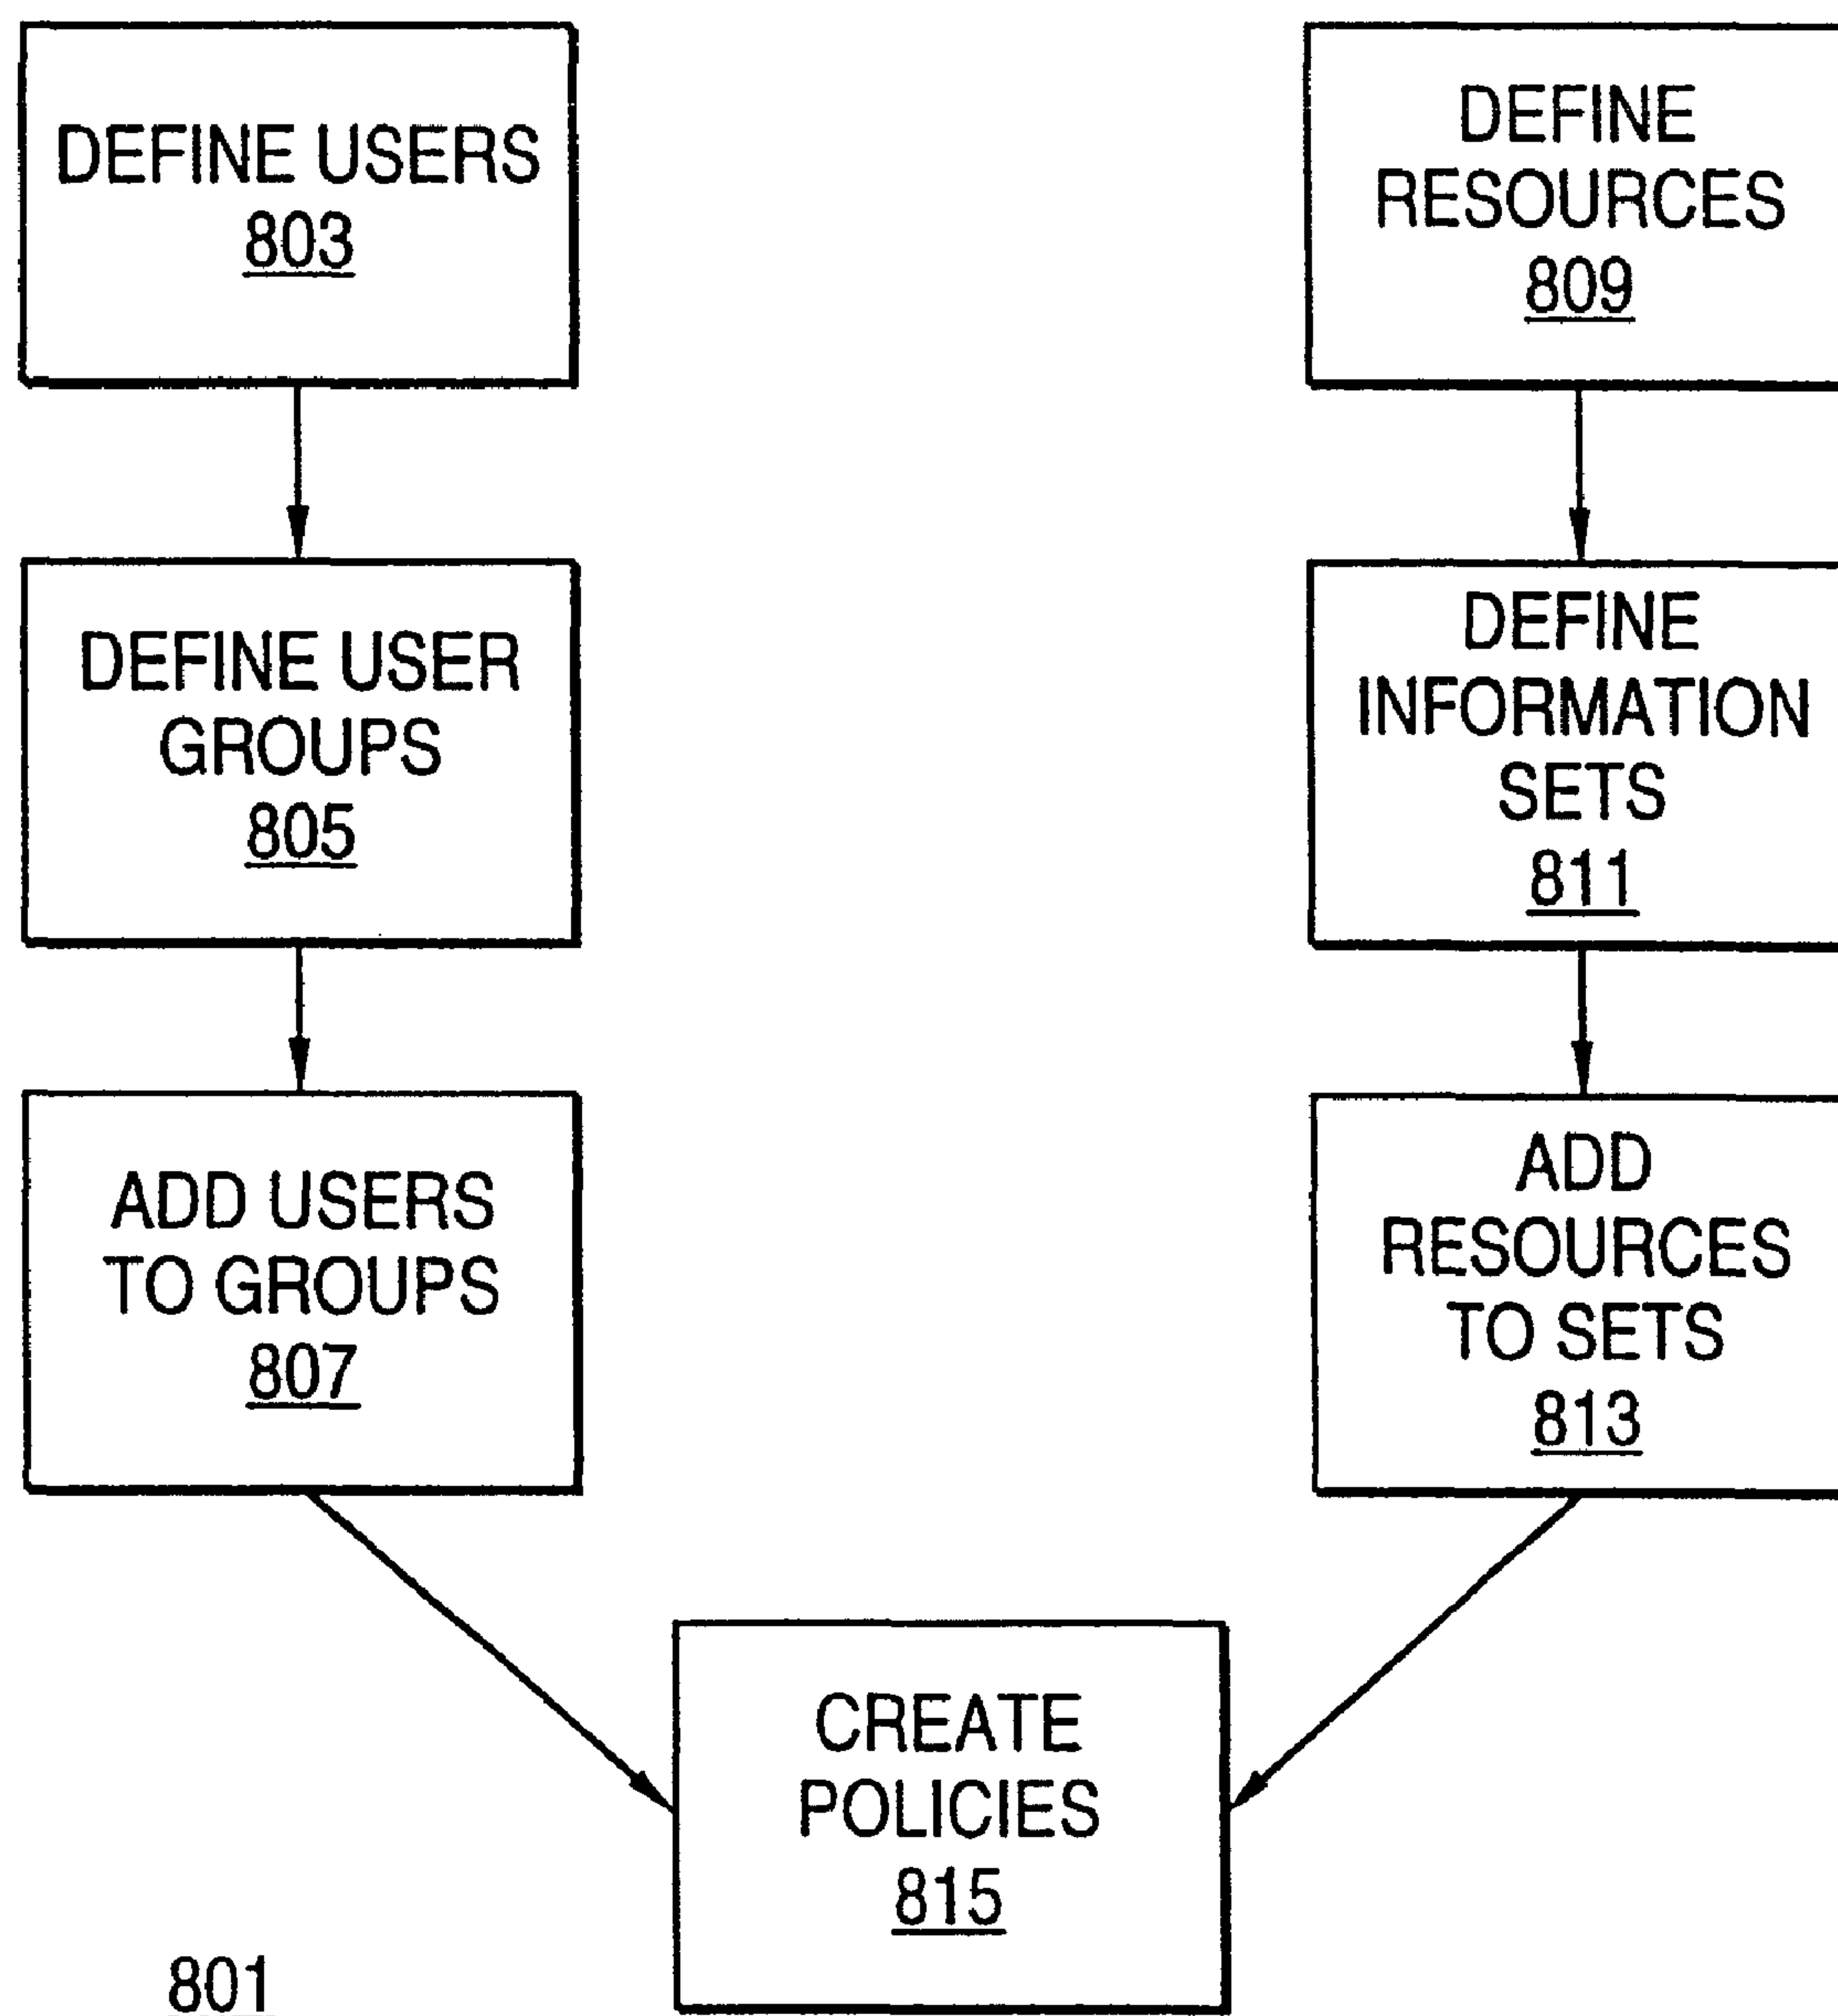 DEFINE USERS
803
DEFINE USER
GROUPS
805
ADD USERS
TO GROUPS
807
DEFINE
RESOURCES
809
DEFINE
INFORMATION
SETS
811
ADD
RESOURCES
TO SETS
813
CREATE
POLICIES
815
801